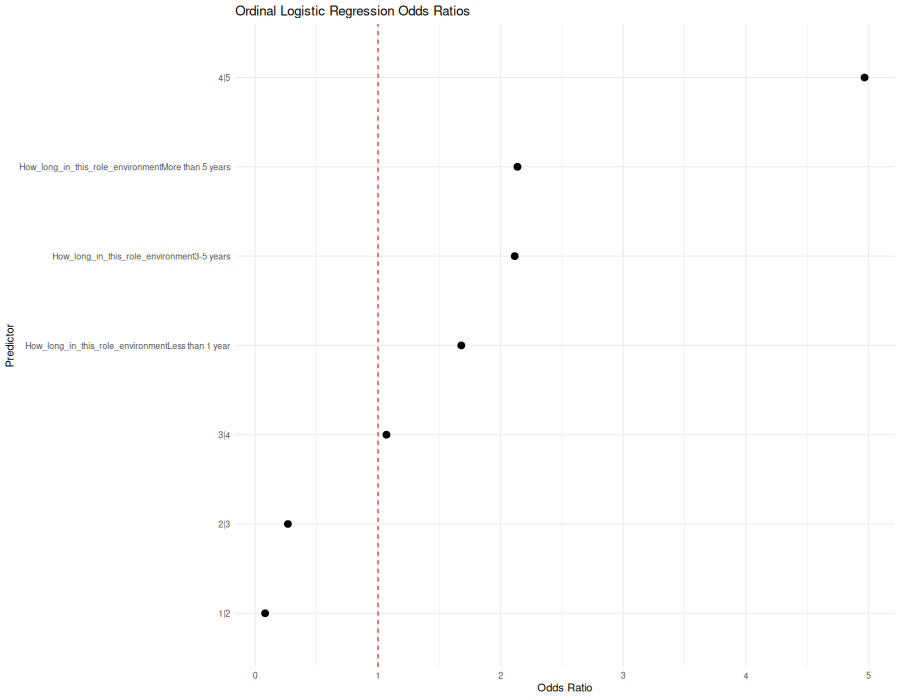 Ordinal Logistic Regression Odds Ratios
4|5
How_long_in_this_role_environmentMore than 5 years
How_long_in_this_role_environment3-5 years
Predictor
How_long_in_this_role_environmentLess than 1 year
3|4
2|3
1|2
0 1 2 3 4 5
Odds Ratio